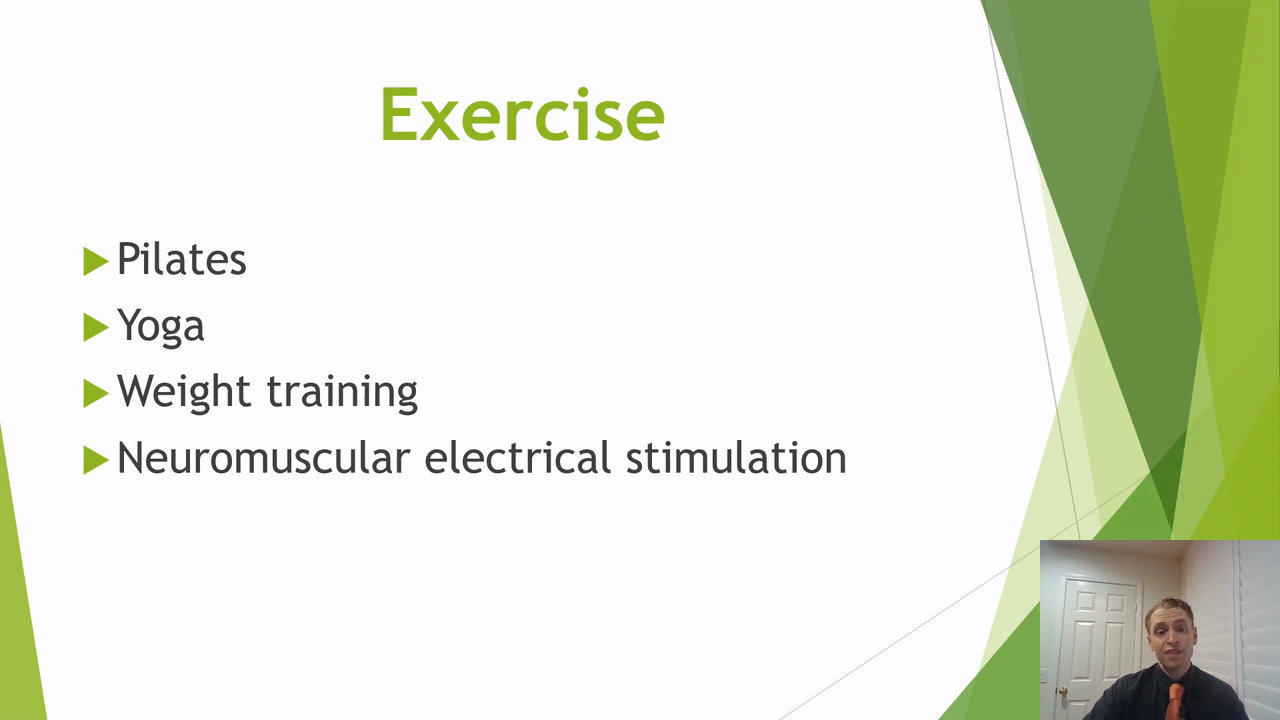 Exercise
Pilates
Yoga
Weight training
Neuromuscular electrical stimulation